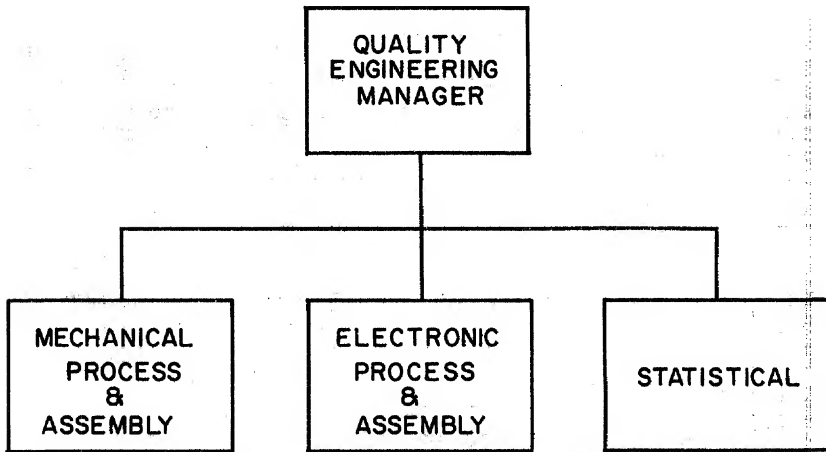 QUALITY
ENGINEERING
MANAGER
MECHANICAL
PROCESS
&
ASSEMBLY
ELECTRONIC
PROCESS
&
ASSEMBLY
STATISTICAL